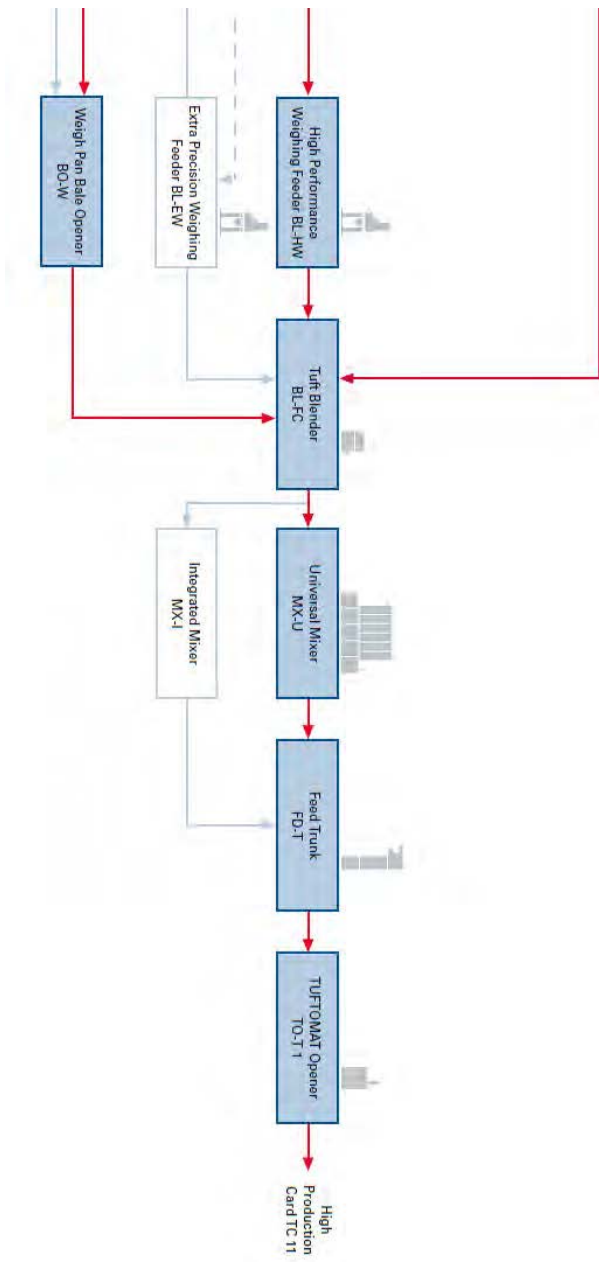 Weigh Pan Bale Opener
BO-W
Extra Precision Weighing
Feeder BL-EW
High Performance
Weighing Feeder BL-HW
Tuft Blender
BL-FC
Integrated Mixer
MX-I
Universal Mixer
MX-U
Feed Trunk
FD-T
TUFTOMAT Opener
TO-T 1
High
Production
Card TC 11